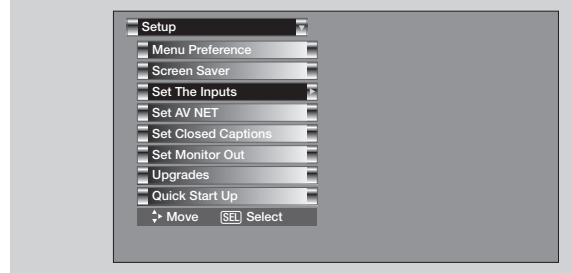 Setup
Menu Preference
Screen Saver
Set The Inputs
Set AV NET
Set Closed Captions
Set Monitor Out
Upgrades
Quick Start Up
Move SEL Select